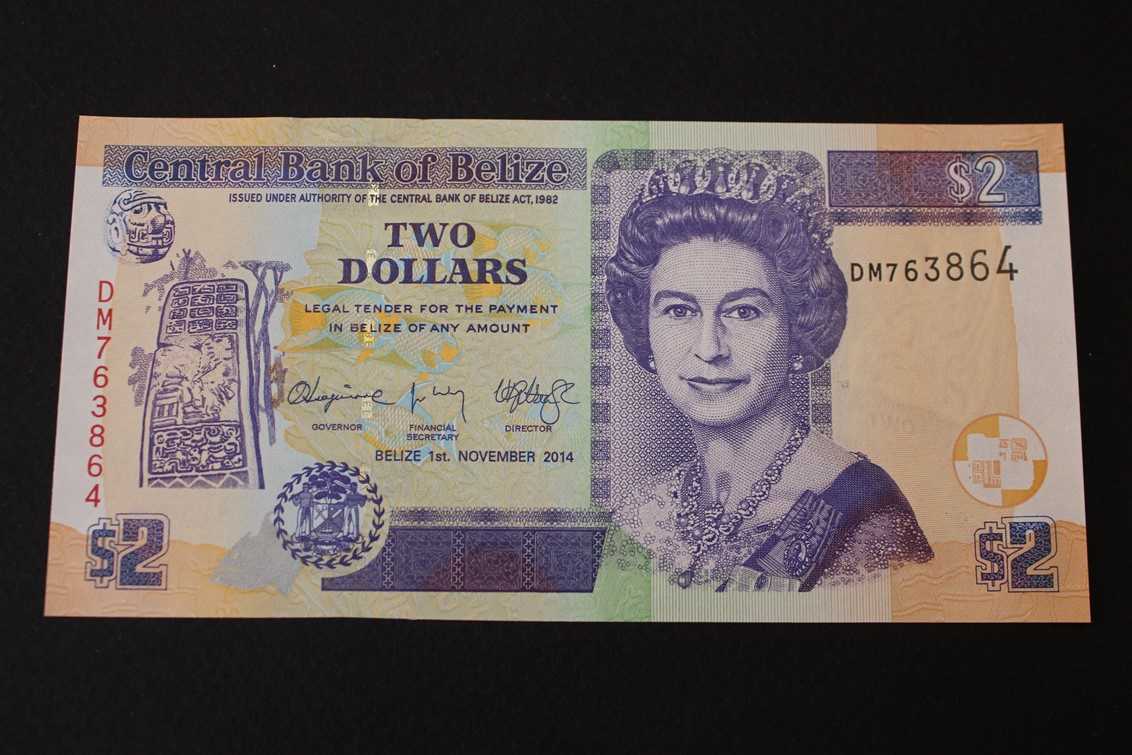 Central Bank of Belize
ISSUED UNDER AUTHORITY OF THE CENTRAL BANK OF BELIZE ACT, 1982
$2
TWO
DOLLARS
DM763864
LEGAL TENDER FOR THE PAYMENT
IN BELIZE OF ANY AMOUNT
DM763864
GOVERNOR
FINANCIAL
SECRETARY
DIRECTOR
BELIZE 1st. NOVEMBER 2014
$2
$2